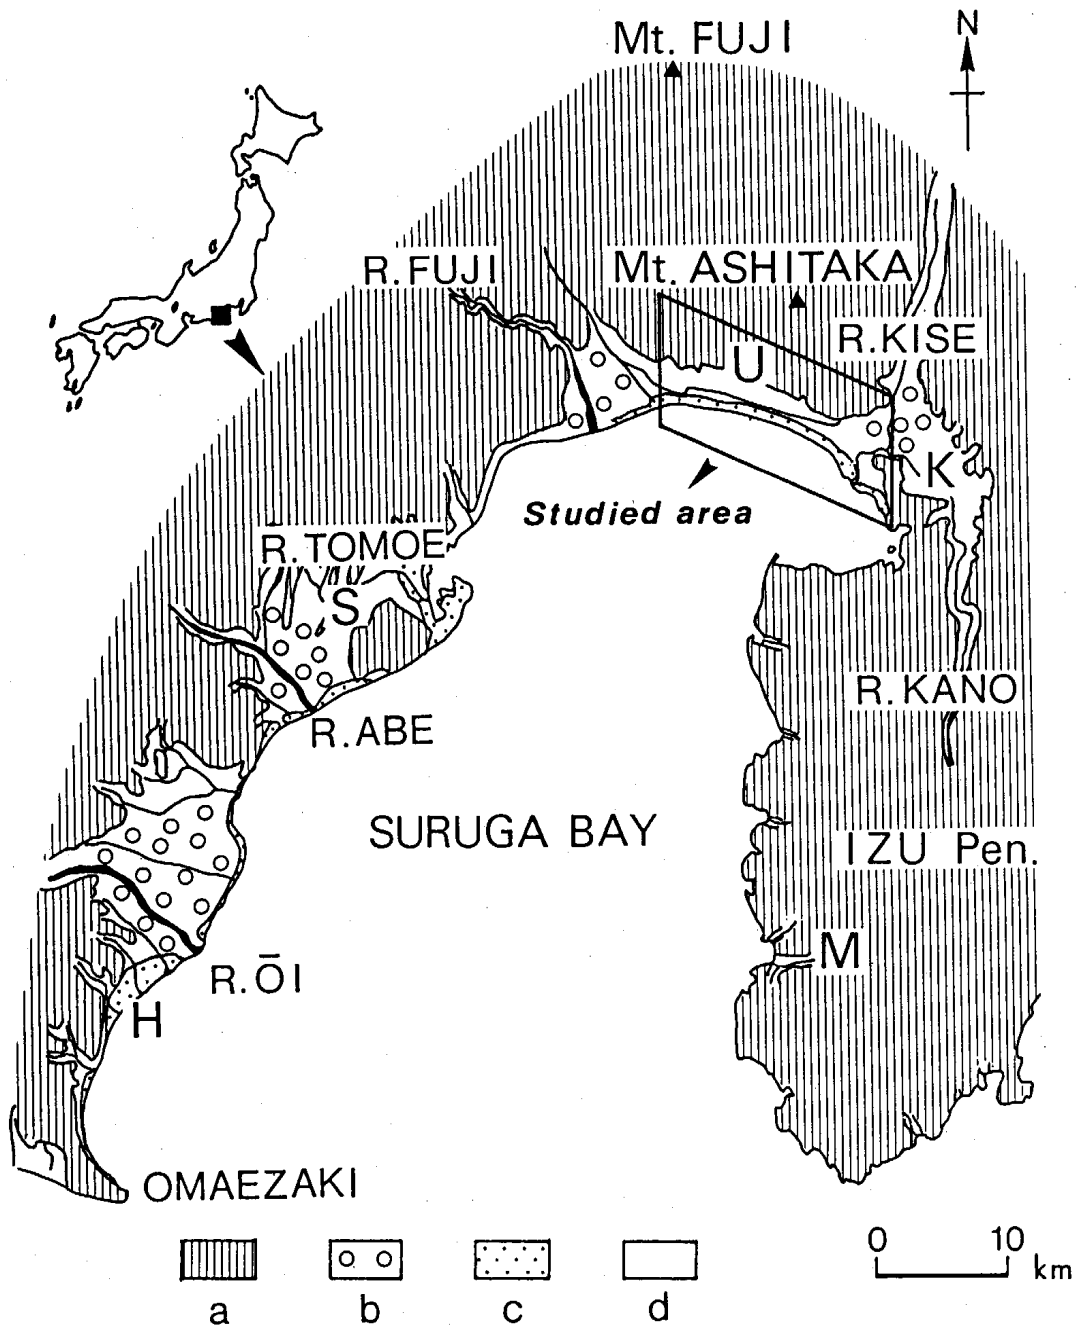 N
Mt. FUJI
R.FUJI
Mt. ASHITAKA
R.KISE
U
K
Studied area
R.TOMOE
S
R.KANO
R.ABE
SURUGA BAY
IZU Pen.
M
R.ŌI
H
OMAEZAKI
0 10
km
a b c d